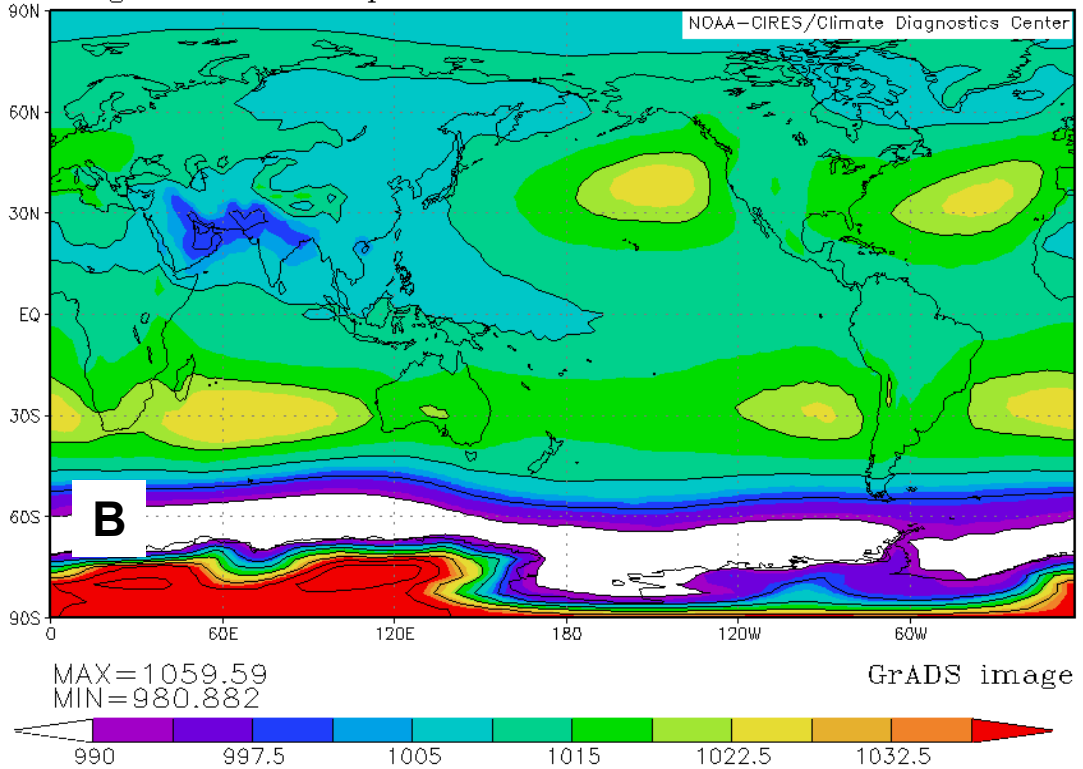 90N
NOAA-CIRES/Climate Diagnostics Center
60N
30N
EQ
30S
60S
B
90S
0 60E 120E 180 120W 60W
MAX=1059.59
MIN=980.882
GrADS image
990 997.5 1005 1015 1022.5 1032.5